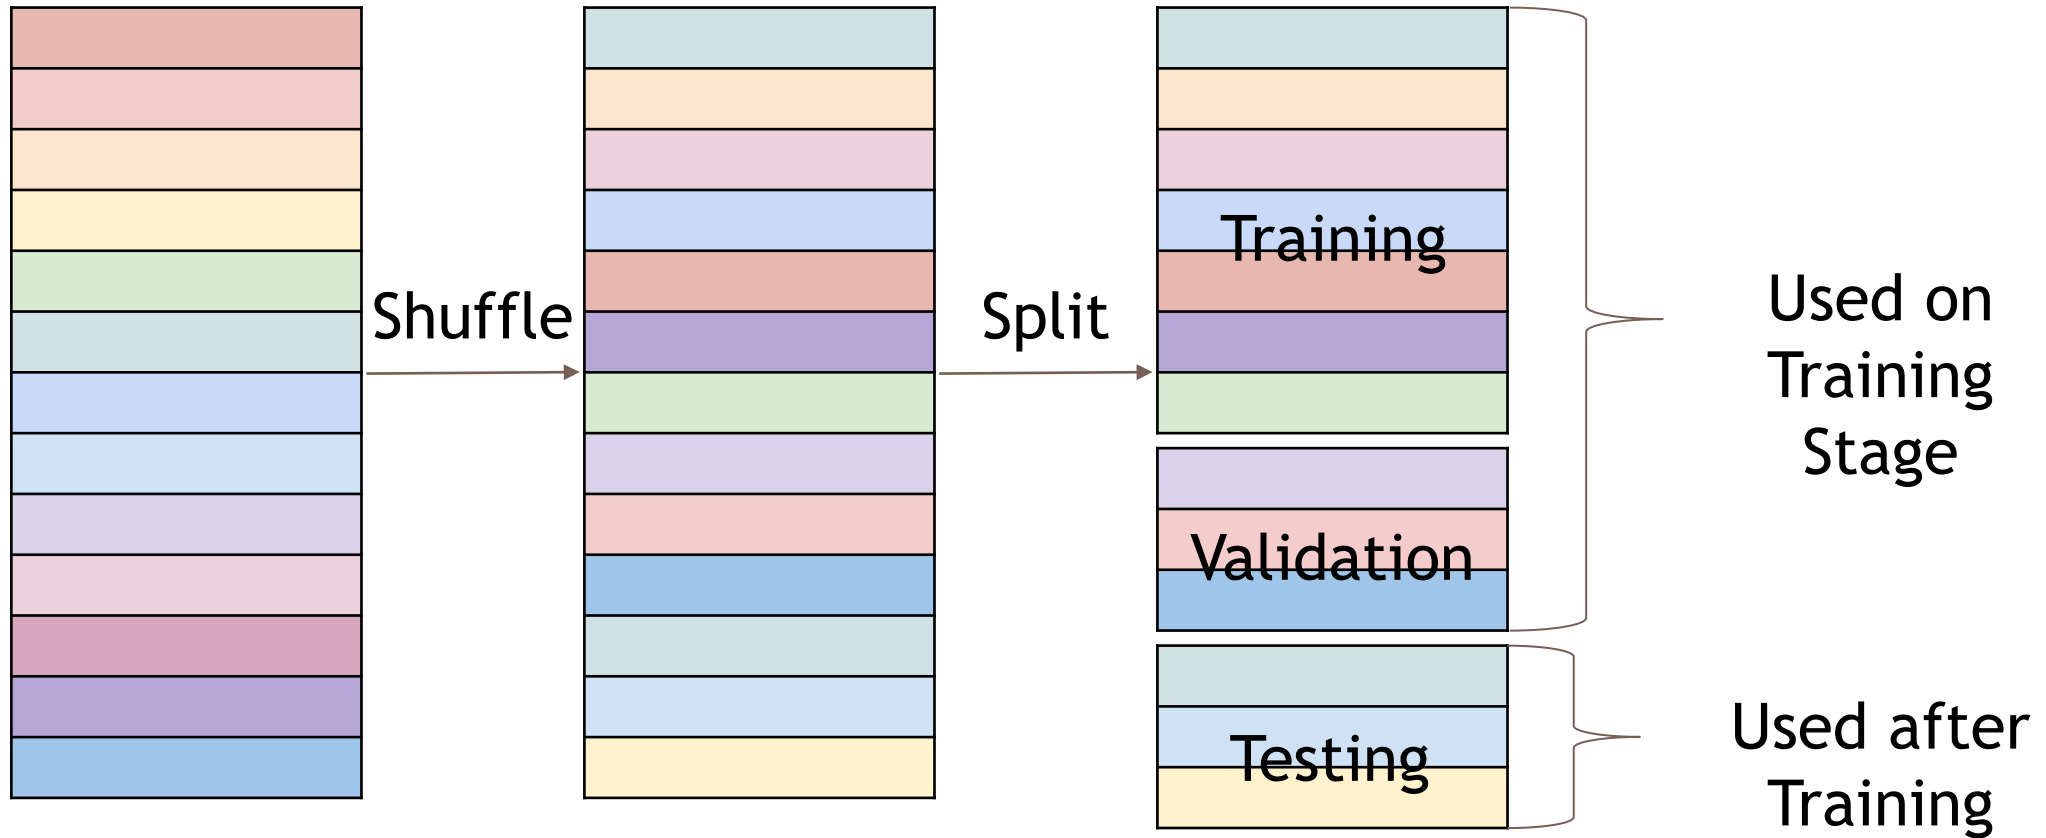 Shuffle
Split
Training
Validation
Testing
Used on
Training
Stage
Used after
Training